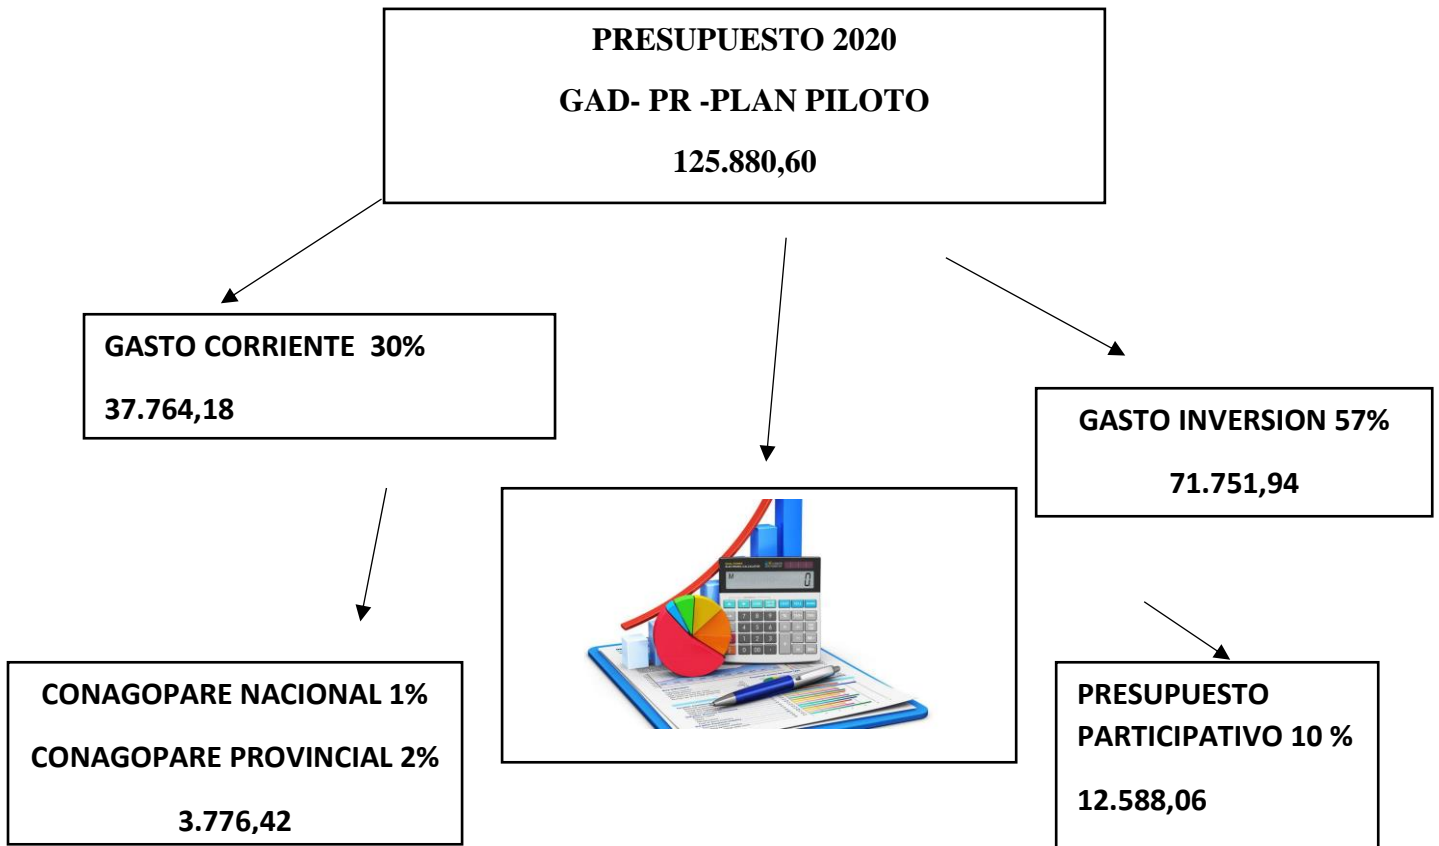 PRESUPUESTO 2020
GAD- PR -PLAN PILOTO
125.880,60
GASTO CORRIENTE 30%
37.764,18
GASTO INVERSION 57%
71.751,94
CONAGOPARE NACIONAL 1%
CONAGOPARE PROVINCIAL 2%
3.776,42
PRESUPUESTO
PARTICIPATIVO 10 %
12.588,06